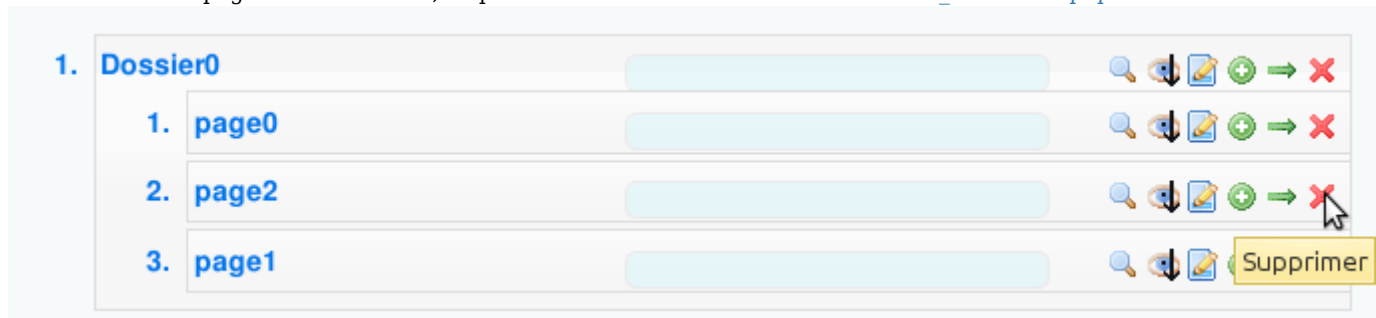 1. Dossier0
1. page0
2. page2
3. page1
Supprimer